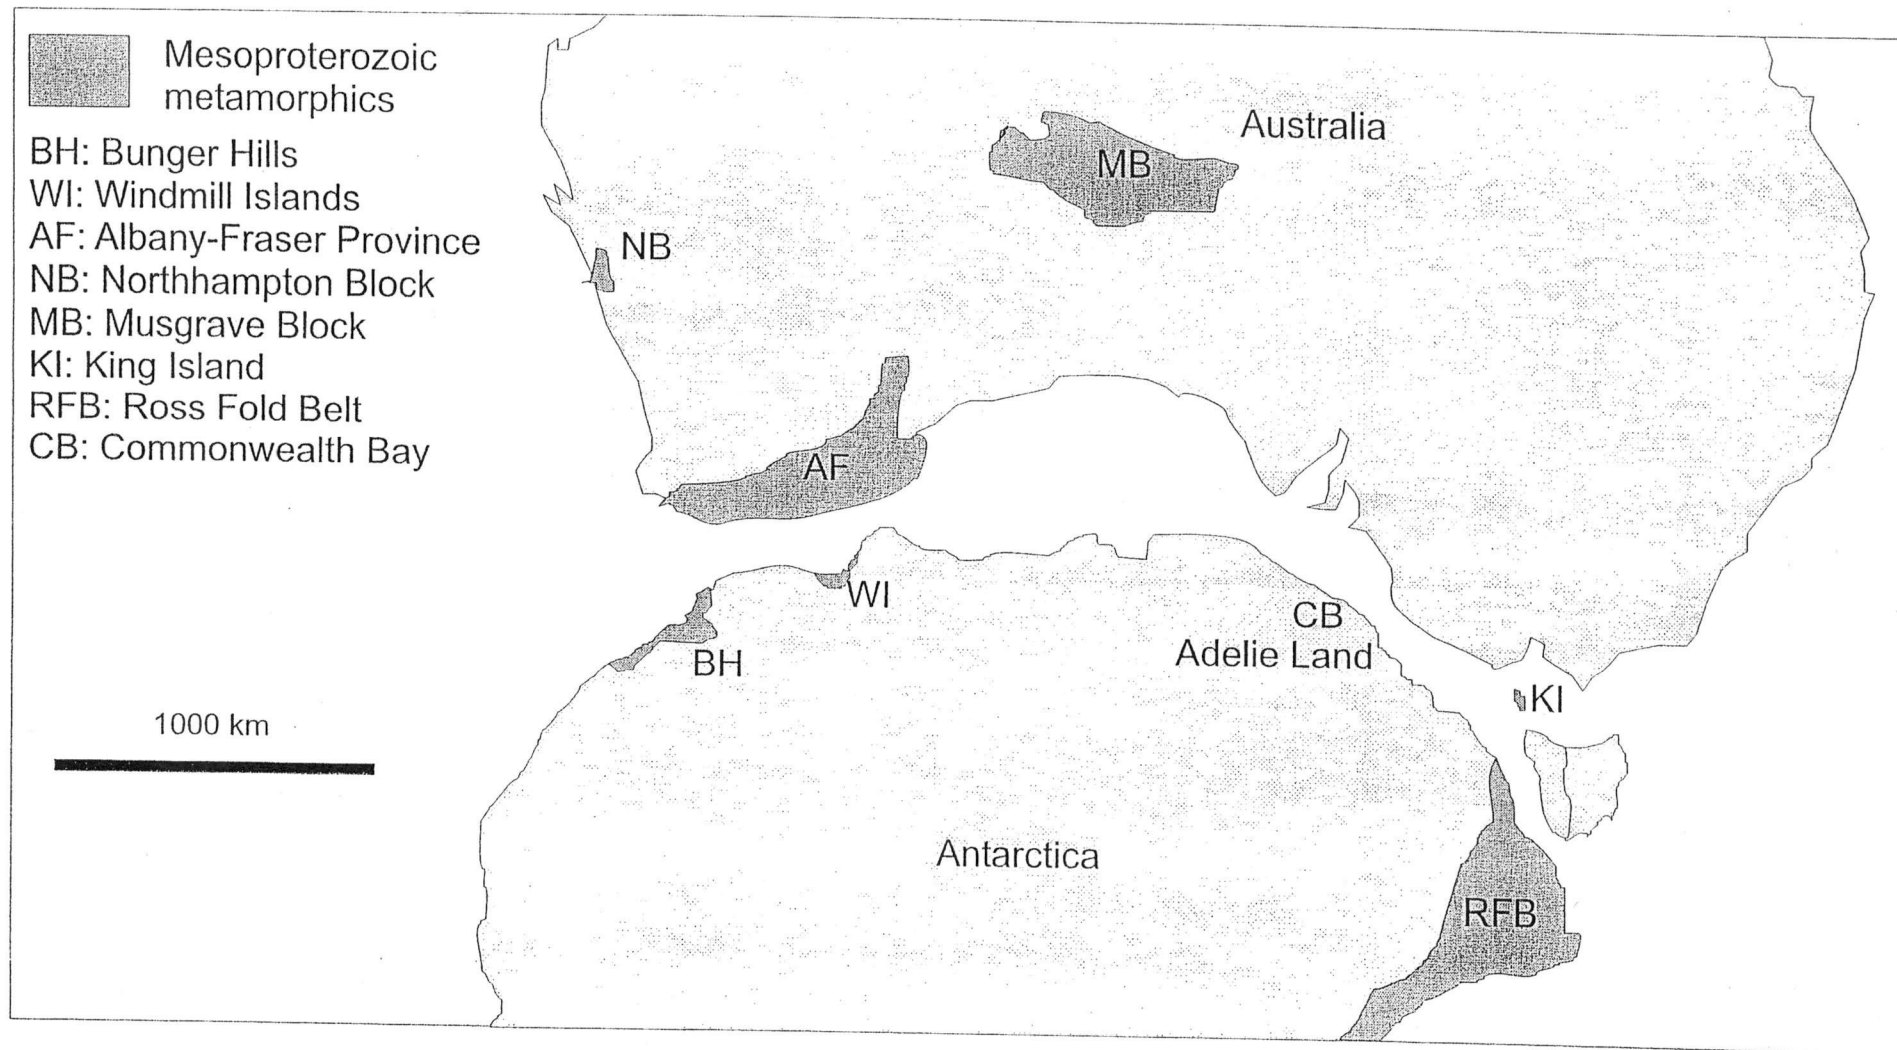 Mesoproterozoic
metamorphics
BH: Bunger Hills
WI: Windmill Islands
AF: Albany-Fraser Province
NB: Northhampton Block
MB: Musgrave Block
KI: King Island
RFB: Ross Fold Belt
CB: Commonwealth Bay
Australia
MB
NB
AF
WI
CB
Adelie Land
BH
KI
1000 km
Antarctica
RFB